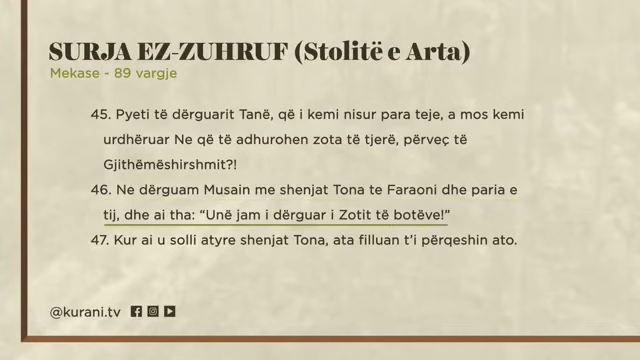 SURJA EZ-ZUHRUF (Stolitë e Arta)
Mekase - 89 vargje
45. Pyeti të dërguarit Tanë, që i kemi nisur para teje, a mos kemi
urdhëruar Ne që të adhurohen zota të tjerë, përveç të
Gjithëmëshirshmit?!
46. Ne dërguam Musain me shenjat Tona te Faraoni dhe paria e
tij, dhe ai tha: “Unë jam i dërguar i Zotit të botëve!”
47. Kur ai u solli atyre shenjat Tona, ata filluan t’i përqeshin ato.
@kurani.tv